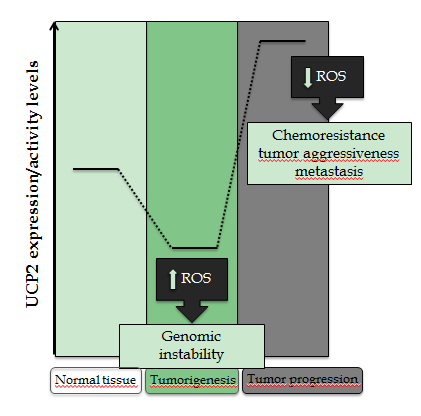 UCP2 expression/activity levels
ROS
Chemoresistance
tumor aggressiveness
metastasis
ROS
Genomic
instability
Normal tissue
Tumorigenesis
Tumor progression